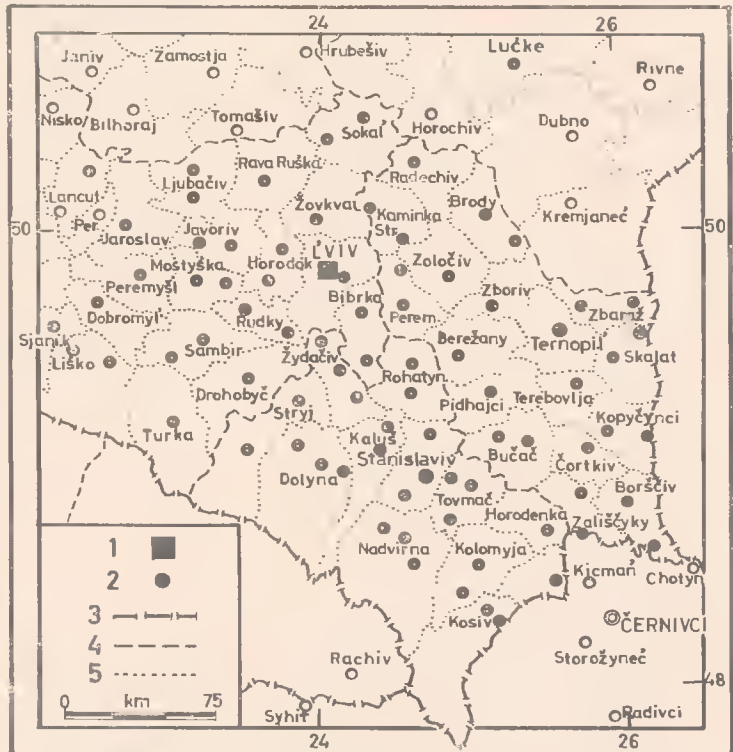 24
26
Janiv
Zamostja
Hrubešiv
Lučke
Rivne
Nisko
Bilhoraj
Tomašiv
Sokal
Horochiv
Dubno
Rava Ruška
Ljubačiv
Radechiv
Lancut
Per.
Jaroslav
Javoriv
Žovkva
Kaminka
Str.
Brody
Kremjaneć
50
50
Mostyška
Horodok
LVIV
Zoločiv
Peremyšl
Dobromyl'
Rudky
Bibrka
Perem.
Zboriv
Zbaraž
Sjanik
Lisko
Sambir
Žydačiv
Berežany
Ternopil'
Skalat
Drohobyč
Stryj
Rohatyn
Pidhajci
Terebovlja
Kopyčynci
Turka
Kaluš
Stanislaviv
Bučač
Čortkiv
Dolyna
Tovmač
Borščiv
Horodenka
Zališčyky
Nadvirna
Kolomyja
Kicmań
Chotyn
Kosiv
ČERNIVCI
Storožyneć
Rachiv
48
Syhit
Radivci
24
26
1
2
3
4
5
0 km 75